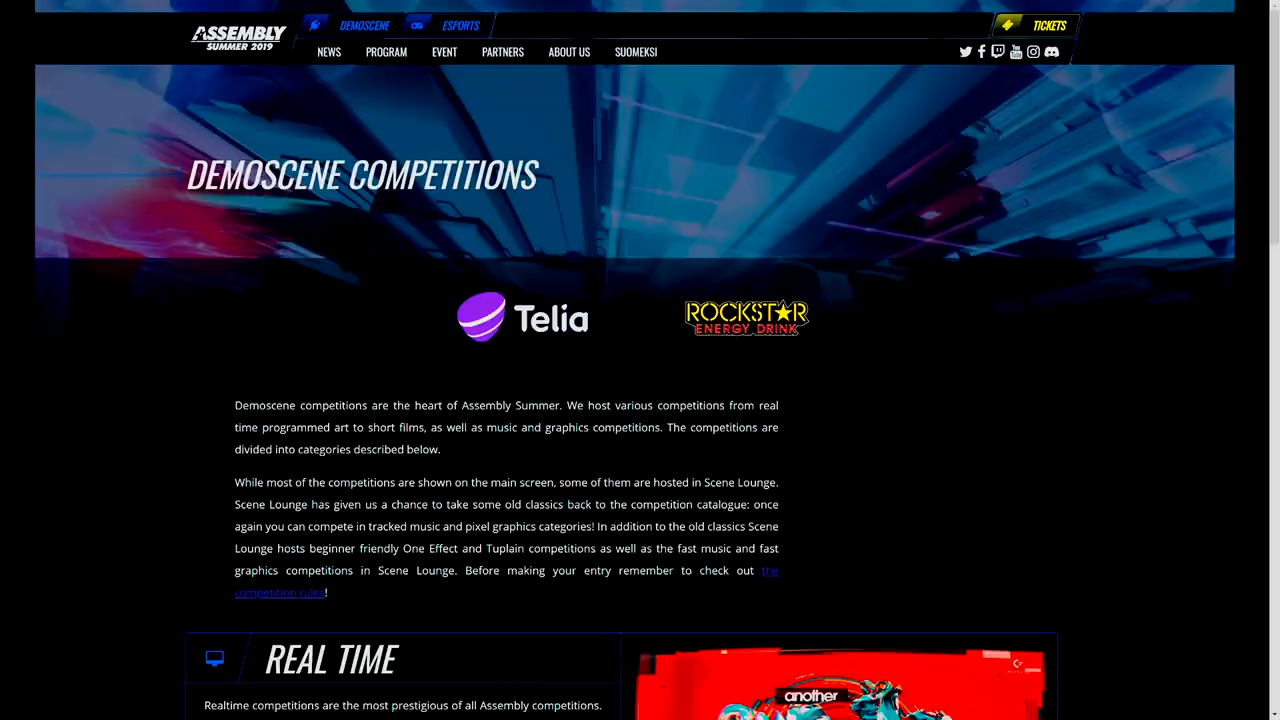 DEMOSCENE ESPORTS TICKETS
ASSEMBLY
SUMMER 2019
NEWS PROGRAM EVENT PARTNERS ABOUT US SUOMEKSI
DEMOSCENE COMPETITIONS
Telia
ROCKSTAR
ENERGY DRINK
Demoscene competitions are the heart of Assembly Summer. We host various competitions from real
time programmed art to short films, as well as music and graphics competitions. The competitions are
divided into categories described below.
While most of the competitions are shown on the main screen, some of them are hosted in Scene Lounge.
Scene Lounge has given us a chance to take some old classics back to the competition catalogue: once
again you can compete in tracked music and pixel graphics categories! In addition to the old classics Scene
Lounge hosts beginner friendly One Effect and Tuplain competitions as well as the fast music and fast
graphics competitions in Scene Lounge. Before making your entry remember to check out the
competition rules!
REAL TIME
another
Realtime competitions are the most prestigious of all Assembly competitions.